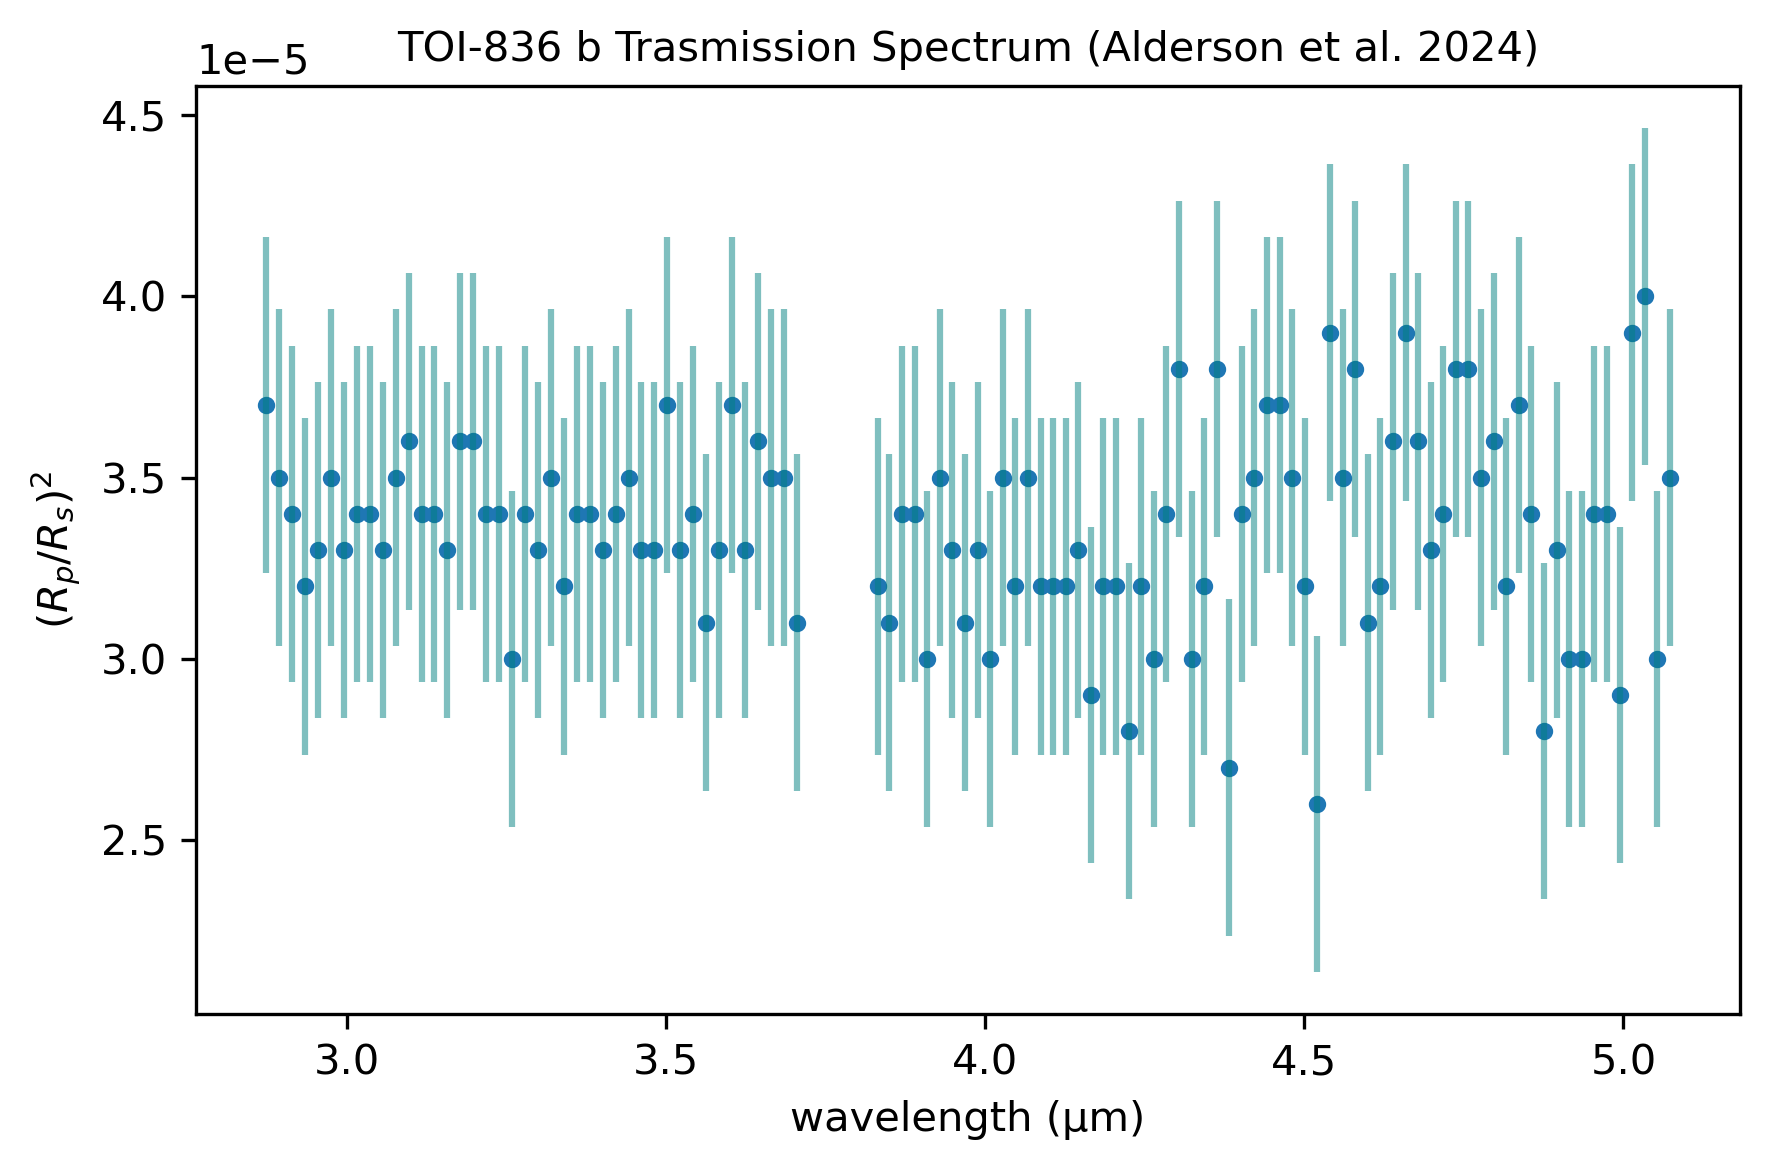 TOI-836 b Trasmission Spectrum (Alderson et al. 2024)
1e−5
4.5
4.0
3.5
3.0
2.5
(R_p/R_s)²
3.0 3.5 4.0 4.5 5.0
wavelength (μm)